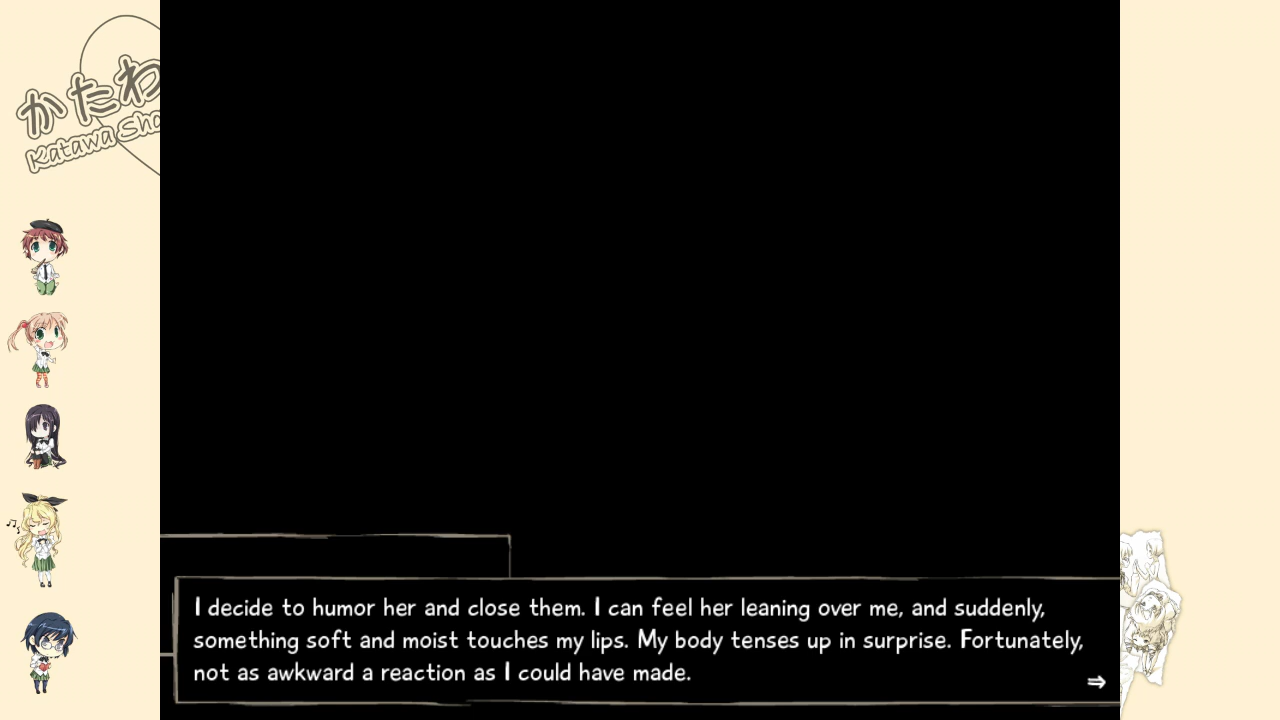 かたわ
Katawa Sho
I decide to humor her and close them. I can feel her leaning over me, and suddenly,
something soft and moist touches my lips. My body tenses up in surprise. Fortunately,
not as awkward a reaction as I could have made.